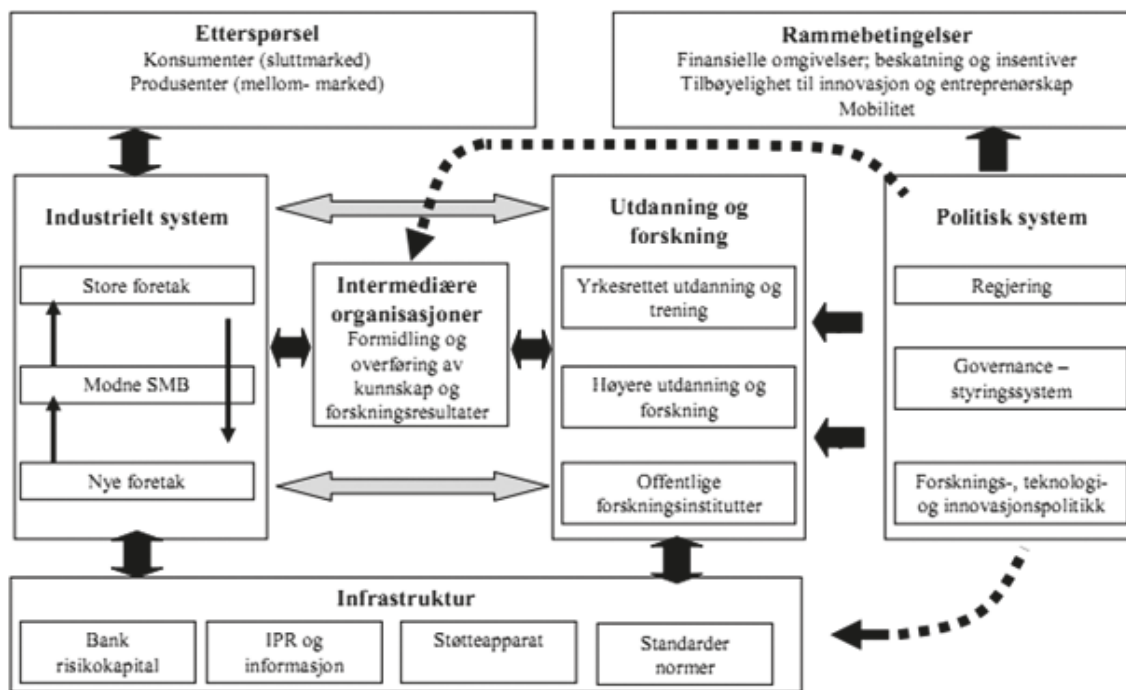 Etterspørsel
Konsumenter (sluttmarked)
Produsenter (mellom- marked)
Rammebetingelser
Finansielle omgivelser; beskatning og insentiver
Tilbøyelighet til innovasjon og entreprenørskap
Mobilitet
Industrielt system
Store foretak
Modne SMB
Nye foretak
Intermediære
organisasjoner
Formidling og
overføring av
kunnskap og
forskningsresultater
Utdanning og
forskning
Yrkesrettet utdanning og
trening
Høyere utdanning og
forskning
Offentlige
forskningsinstitutter
Politisk system
Regjering
Governance –
styringssystem
Forsknings-, teknologi-
og innovasjonspolitikk
Infrastruktur
Bank
risikokapital
IPR og
informasjon
Støtteapparat
Standarder
normer